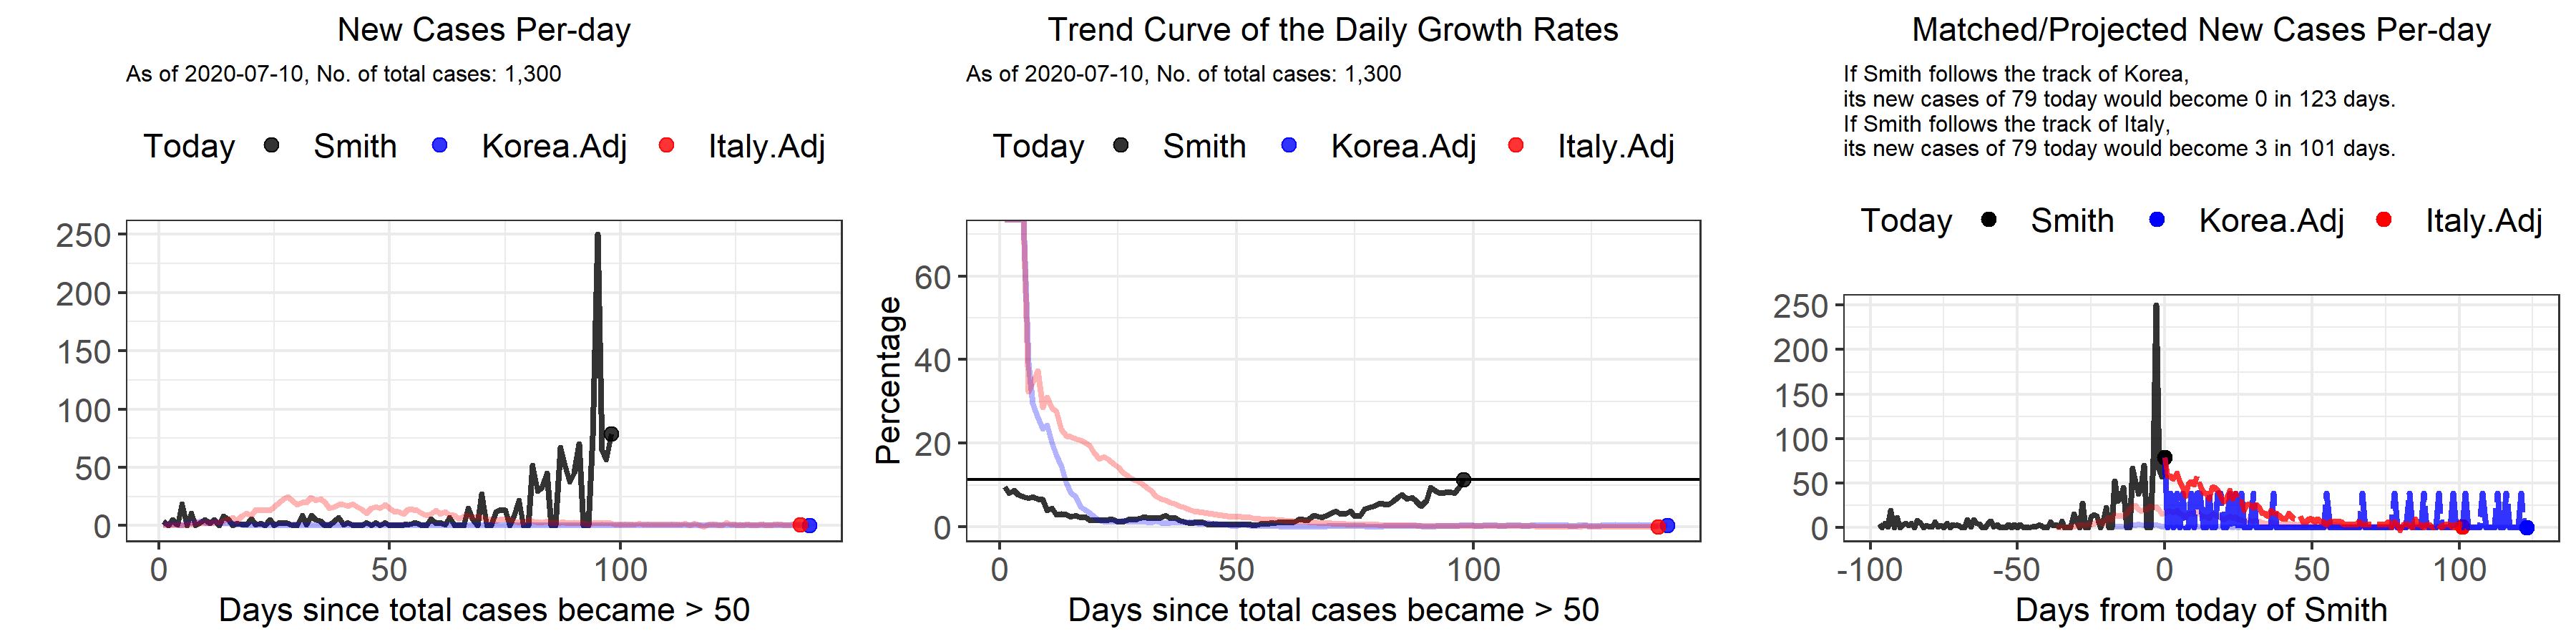 New Cases Per-day
As of 2020-07-10, No. of total cases: 1,300
Today Smith Korea.Adj Italy.Adj
250
200
150
100
50
0
0 50 100
Days since total cases became > 50
Trend Curve of the Daily Growth Rates
As of 2020-07-10, No. of total cases: 1,300
Today Smith Korea.Adj Italy.Adj
Percentage
60
40
20
0
0 50 100
Days since total cases became > 50
Matched/Projected New Cases Per-day
If Smith follows the track of Korea,
its new cases of 79 today would become 0 in 123 days.
If Smith follows the track of Italy,
its new cases of 79 today would become 3 in 101 days.
Today Smith Korea.Adj Italy.Adj
250
200
150
100
50
0
-100 -50 0 50 100
Days from today of Smith